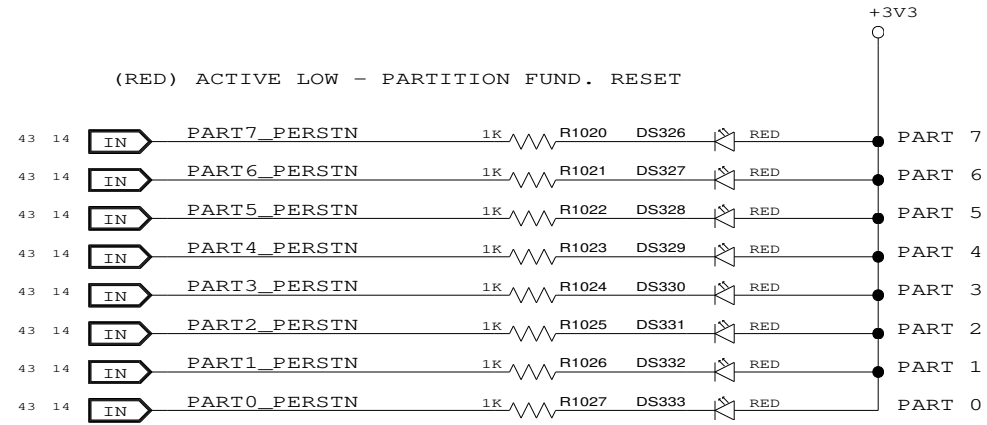 +3V3
(RED) ACTIVE LOW - PARTITION FUND. RESET
43 14 IN PART7_PERSTN 1K R1020 DS326 RED PART 7
43 14 IN PART6_PERSTN 1K R1021 DS327 RED PART 6
43 14 IN PART5_PERSTN 1K R1022 DS328 RED PART 5
43 14 IN PART4_PERSTN 1K R1023 DS329 RED PART 4
43 14 IN PART3_PERSTN 1K R1024 DS330 RED PART 3
43 14 IN PART2_PERSTN 1K R1025 DS331 RED PART 2
43 14 IN PART1_PERSTN 1K R1026 DS332 RED PART 1
43 14 IN PART0_PERSTN 1K R1027 DS333 RED PART 0